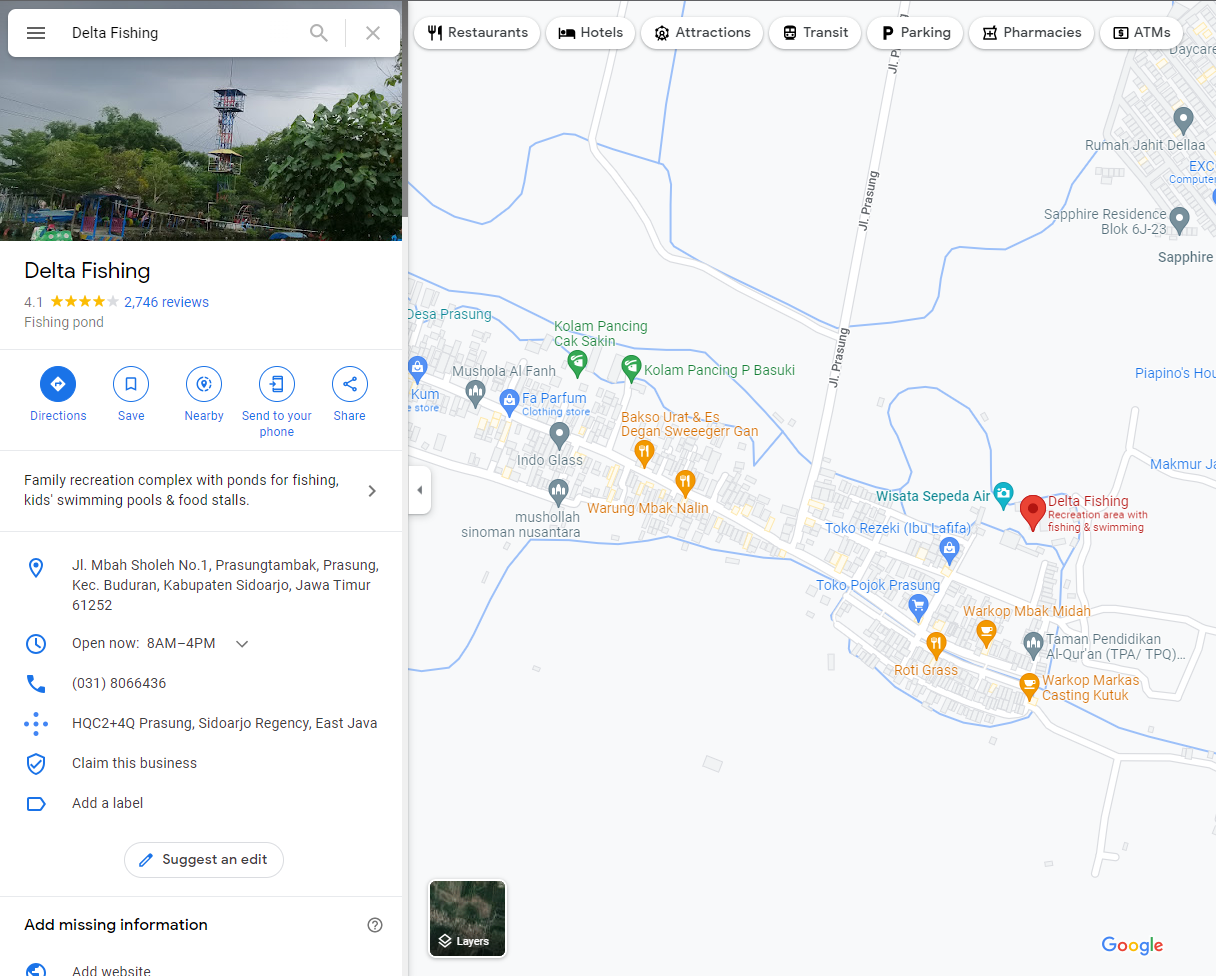 Delta Fishing
Restaurants
Hotels
Attractions
Transit
Parking
Pharmacies
ATMs
Delta Fishing
4.1
2,746 reviews
Fishing pond
Directions
Save
Nearby
Send to your
phone
Share
Family recreation complex with ponds for fishing,
kids' swimming pools & food stalls.
Jl. Mbah Sholeh No.1, Prasungtambak, Prasung,
Kec. Buduran, Kabupaten Sidoarjo, Jawa Timur
61252
Open now: 8AM–4PM
(031) 8066436
HQC2+4Q Prasung, Sidoarjo Regency, East Java
Claim this business
Add a label
Suggest an edit
Add missing information
Add website
Jl. P
Daycare
Rumah Jahit Dellaa
EXC
Computer
Jl. Prasung
Sapphire Residence
Blok 6J-23
Sapphire
Desa Prasung
Kolam Pancing
Cak Sakin
Jl. Prasung
Mushola Al Fanh
Kolam Pancing P Basuki
Piapino's Hou
Kum
e store
Fa Parfum
Clothing store
Bakso Urat & Es
Degan Sweeegerr Gan
Indo Glass
Makmur Ja
Warung Mbak Nalin
Wisata Sepeda Air
Delta Fishing
Recreation area with
fishing & swimming
mushollah
sinoman nusantara
Toko Rezeki (Ibu Lafifa)
Toko Pojok Prasung
Warkop Mbak Midah
Taman Pendidikan
Al-Qur'an (TPA/ TPQ)...
Roti Grass
Warkop Markas
Casting Kutuk
Layers
Google